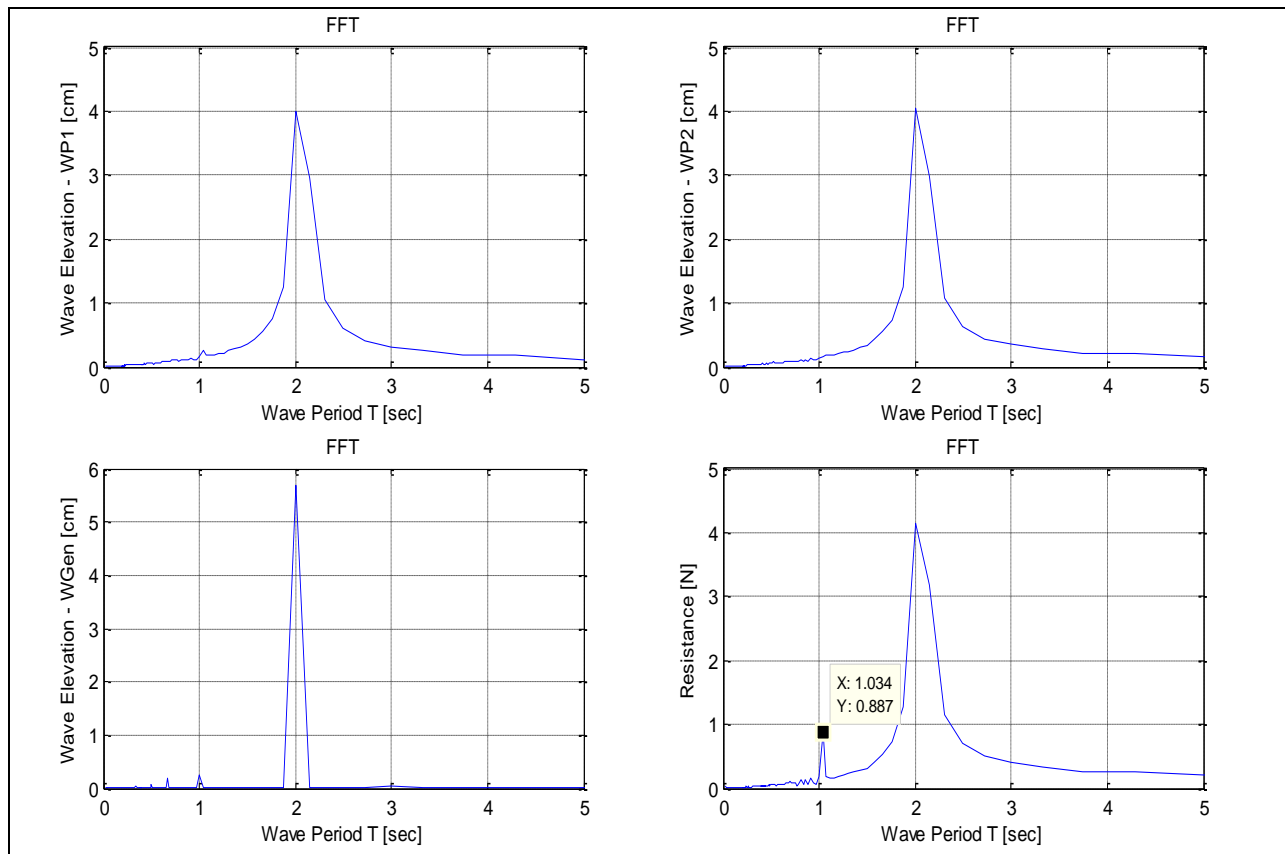 FFT
Wave Elevation - WP1 [cm]
5
4
3
2
1
0
0 1 2 3 4 5
Wave Period T [sec]
FFT
Wave Elevation - WP2 [cm]
5
4
3
2
1
0
0 1 2 3 4 5
Wave Period T [sec]
FFT
Wave Elevation - WGen [cm]
6
5
4
3
2
1
0
0 1 2 3 4 5
Wave Period T [sec]
FFT
Resistance [N]
5
4
3
2
1
0
X: 1.034
Y: 0.887
0 1 2 3 4 5
Wave Period T [sec]